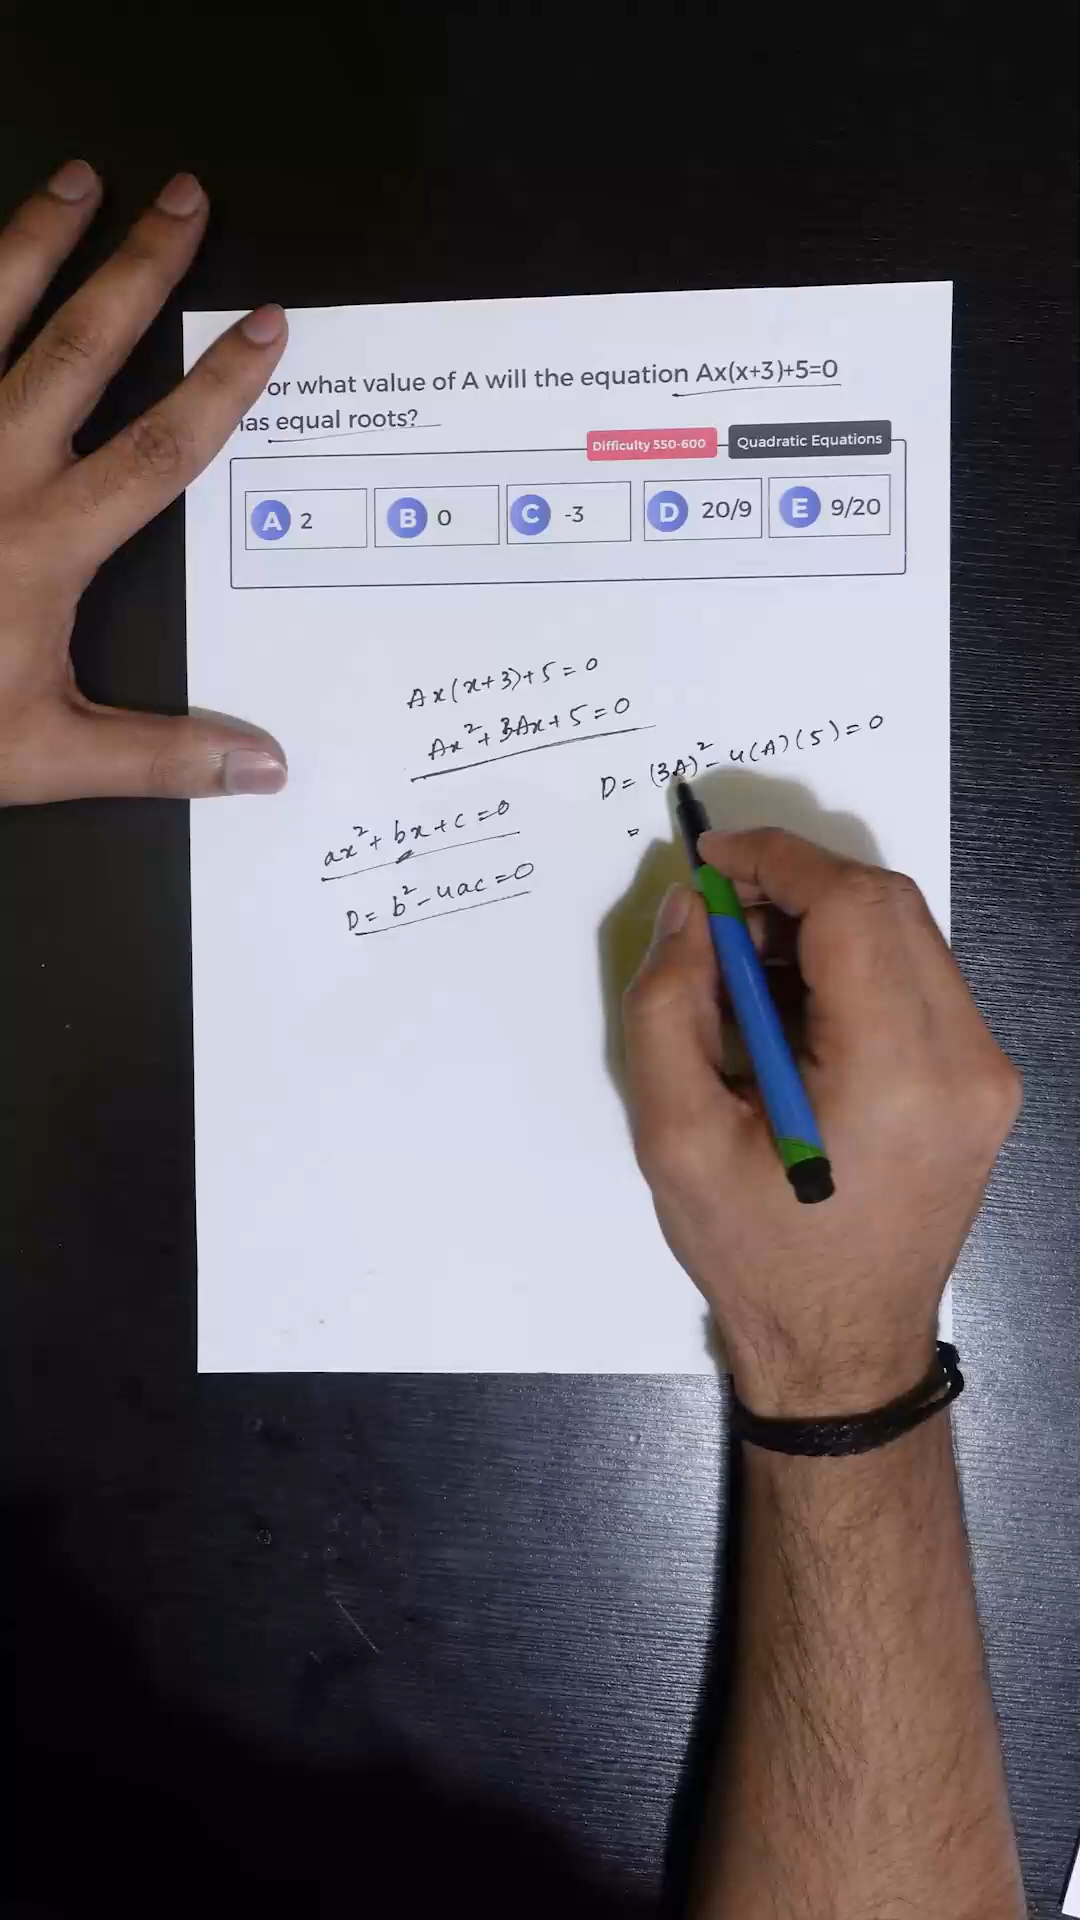 or what value of A will the equation Ax(x+3)+5=0
as equal roots?
Difficulty 550-600
Quadratic Equations
A 2
B 0
C -3
D 20/9
E 9/20
Ax(x+3)+5=0
Ax²+3Ax+5=0
D= (3A)²-4(A)(5)=0
=
ax²+bx+c=0
D= b²-4ac=0